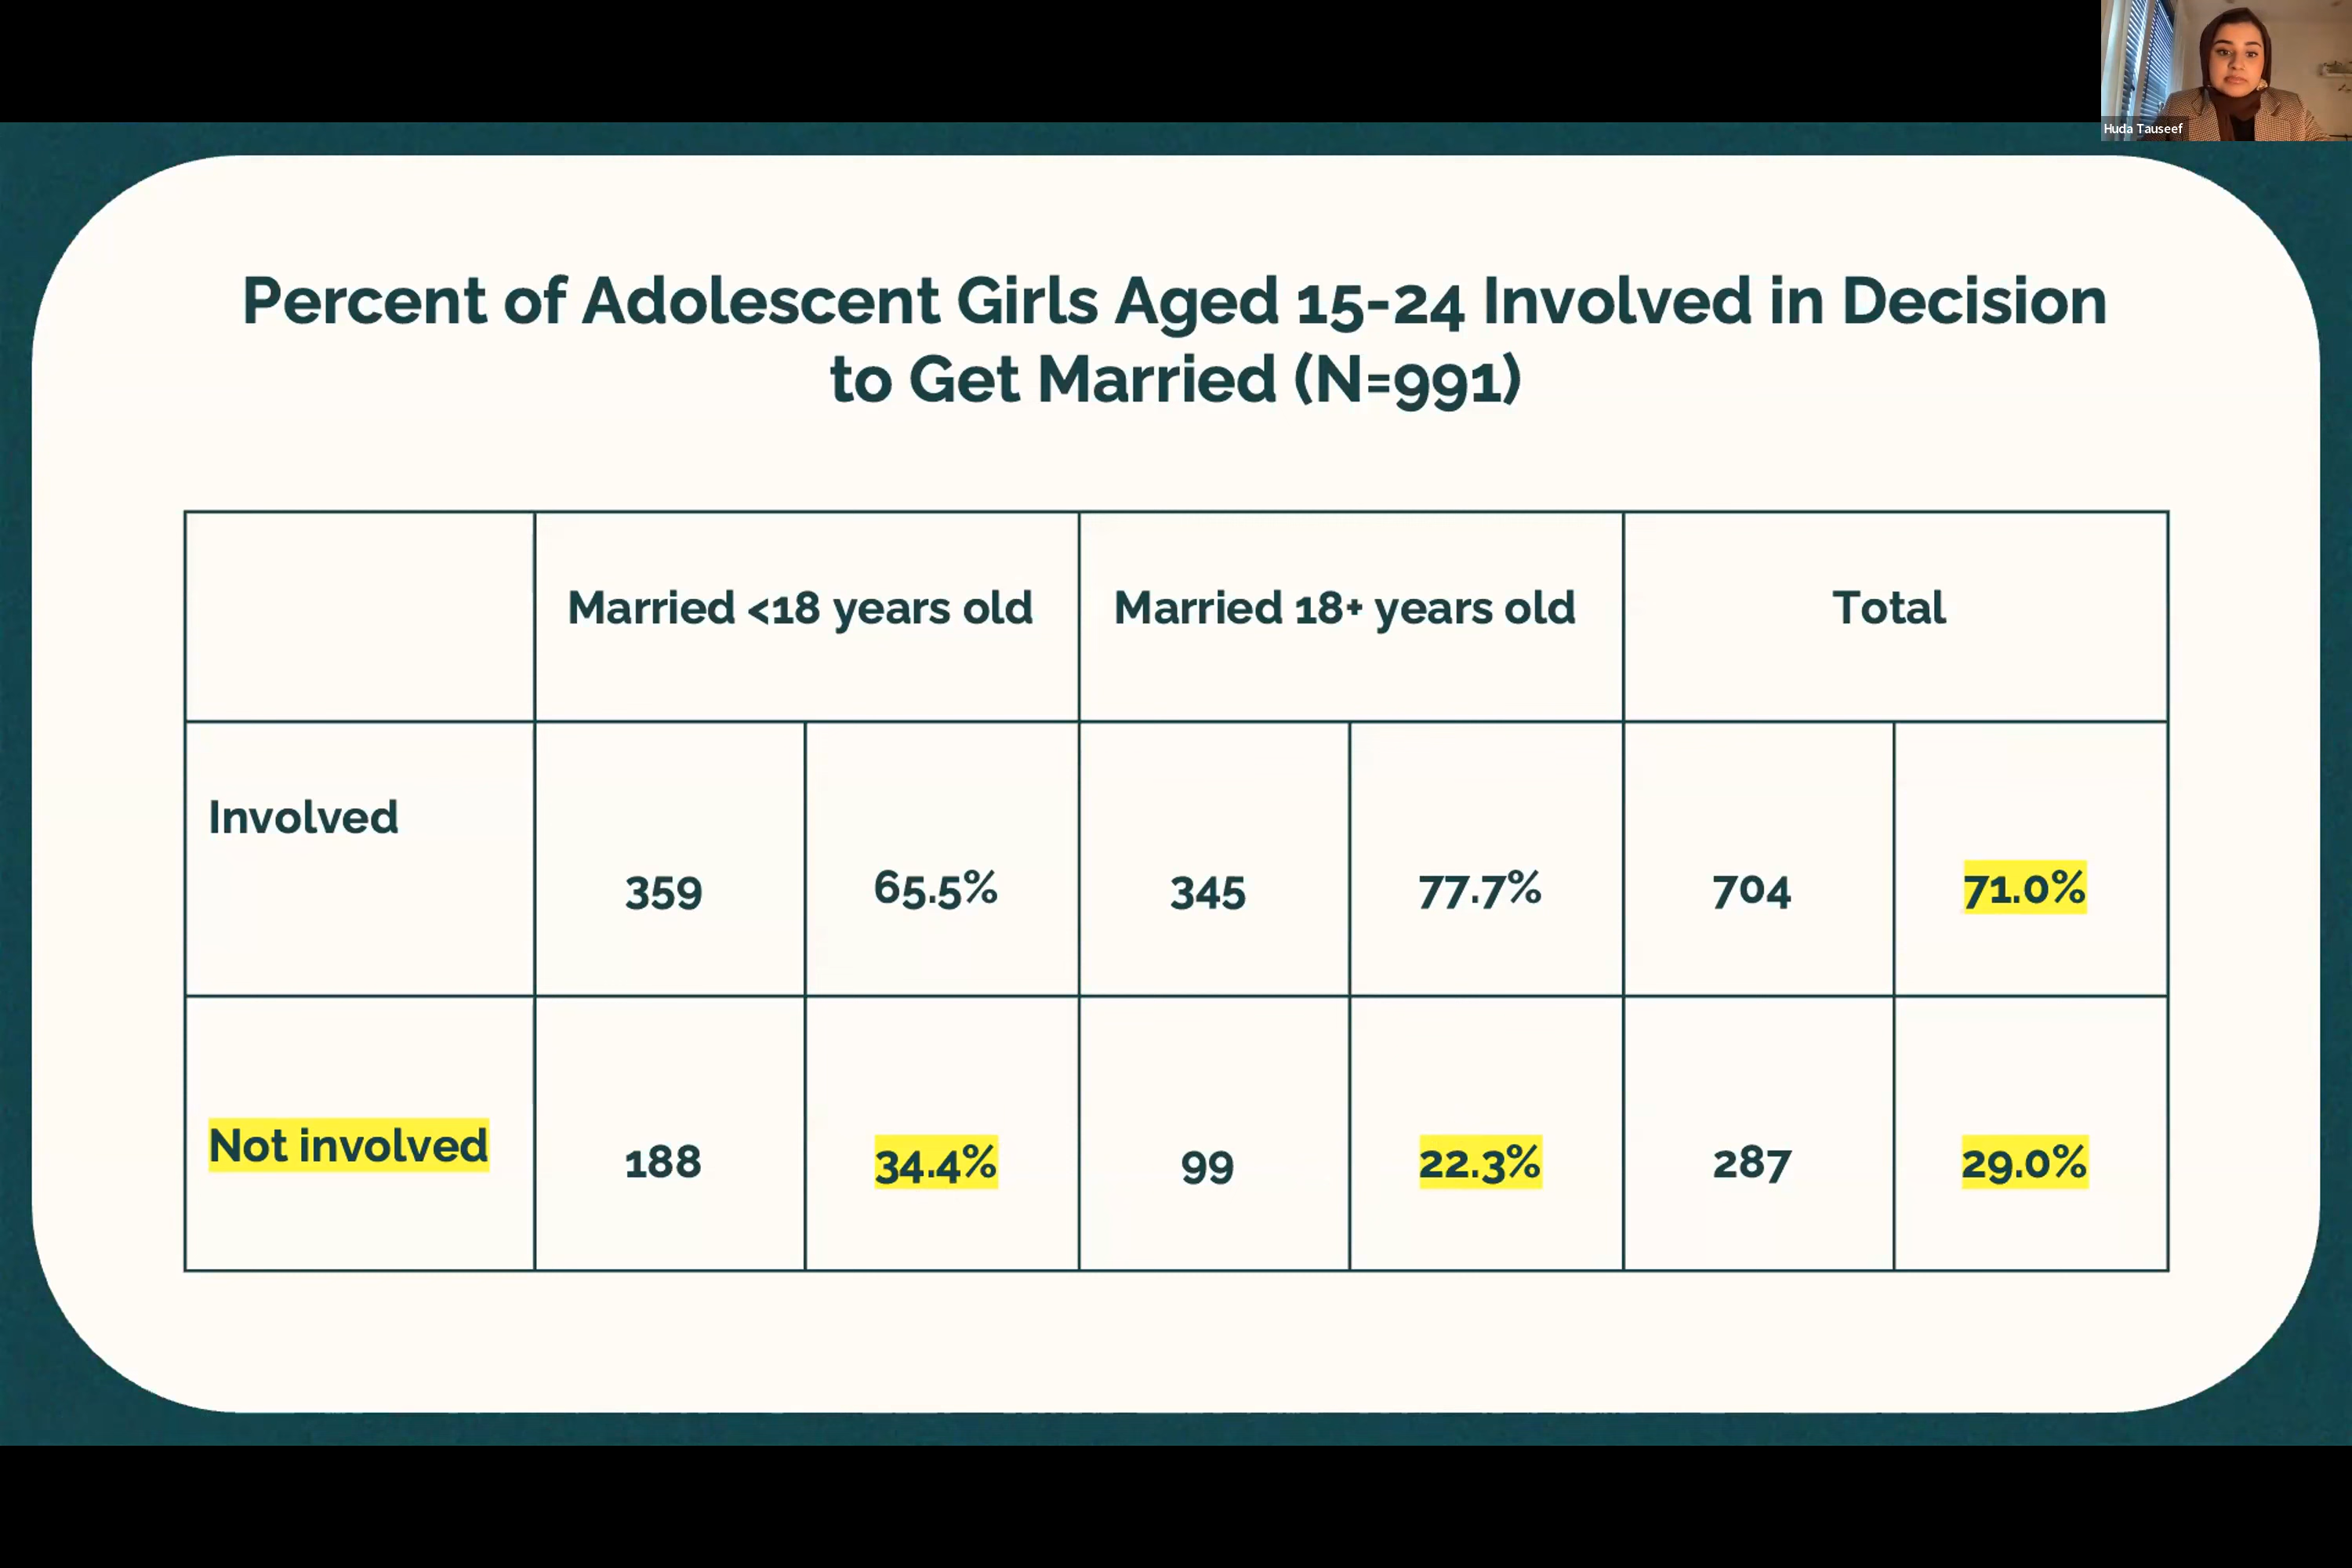 Huda Tauseef
Percent of Adolescent Girls Aged 15-24 Involved in Decision
to Get Married (N=991)
Married <18 years old Married 18+ years old Total
Involved
359 65.5% 345 77.7% 704 71.0%
Not involved
188 34.4% 99 22.3% 287 29.0%